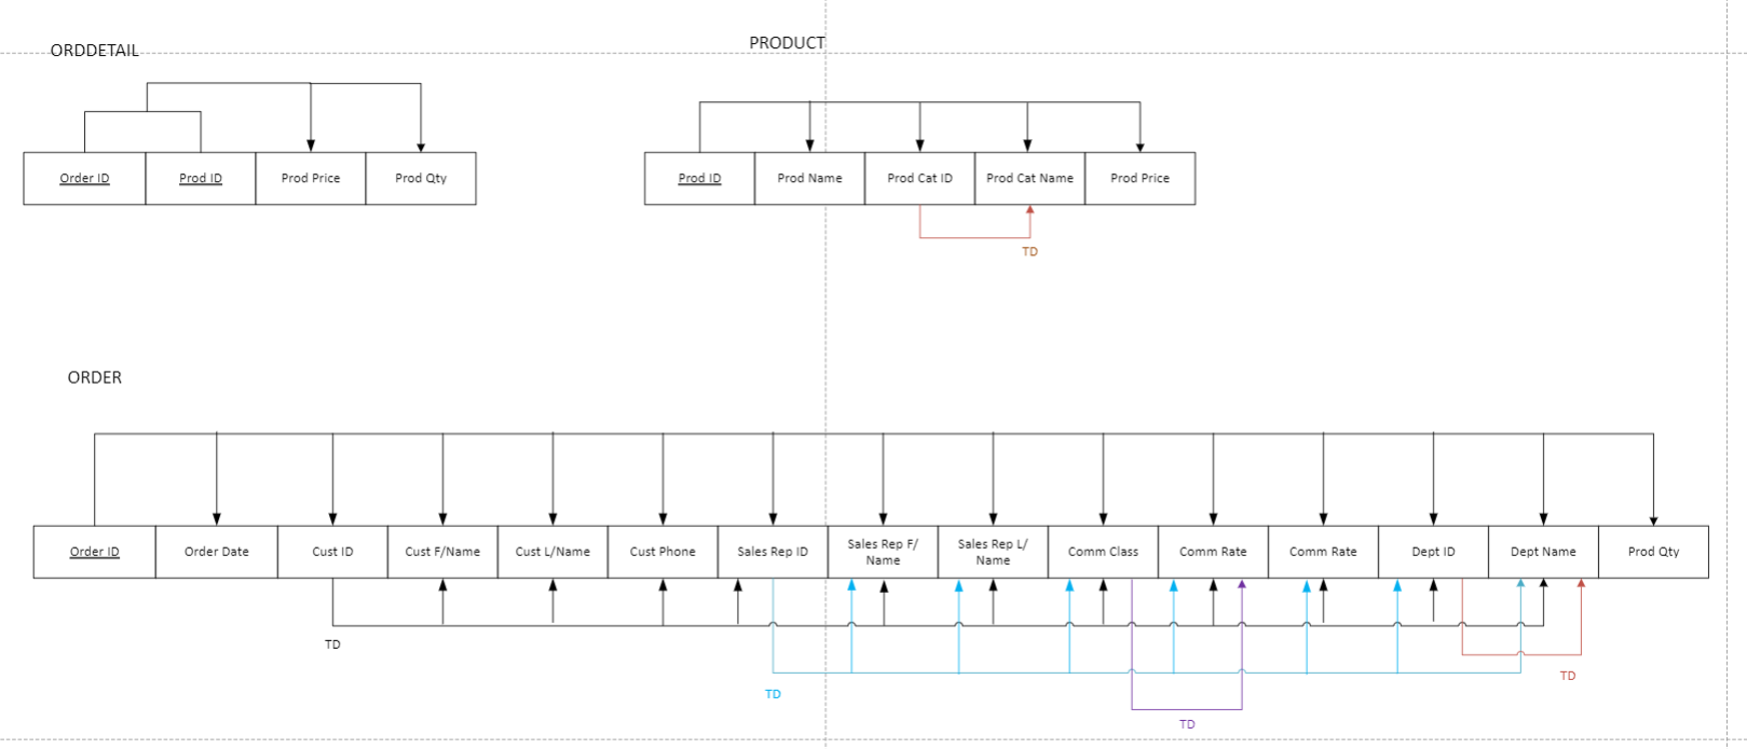 ORDDETAIL
PRODUCT
Order ID
Prod ID
Prod Price
Prod Qty
Prod ID
Prod Name
Prod Cat ID
Prod Cat Name
Prod Price
TD
ORDER
Order ID
Order Date
Cust ID
Cust F/Name
Cust L/Name
Cust Phone
Sales Rep ID
Sales Rep F/
Name
Sales Rep L/
Name
Comm Class
Comm Rate
Comm Rate
Dept ID
Dept Name
Prod Qty
TD
TD
TD
TD